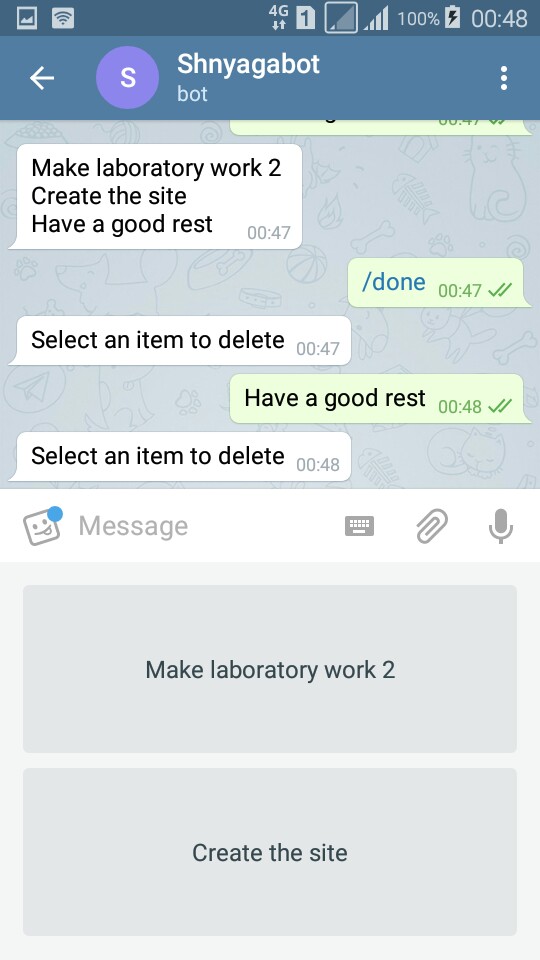 4G 1 100% 00:48
S
Shnyagabot
bot
00:47
Make laboratory work 2
Create the site
Have a good rest 00:47
/done 00:47
Select an item to delete 00:47
Have a good rest 00:48
Select an item to delete 00:48
Message
Make laboratory work 2
Create the site